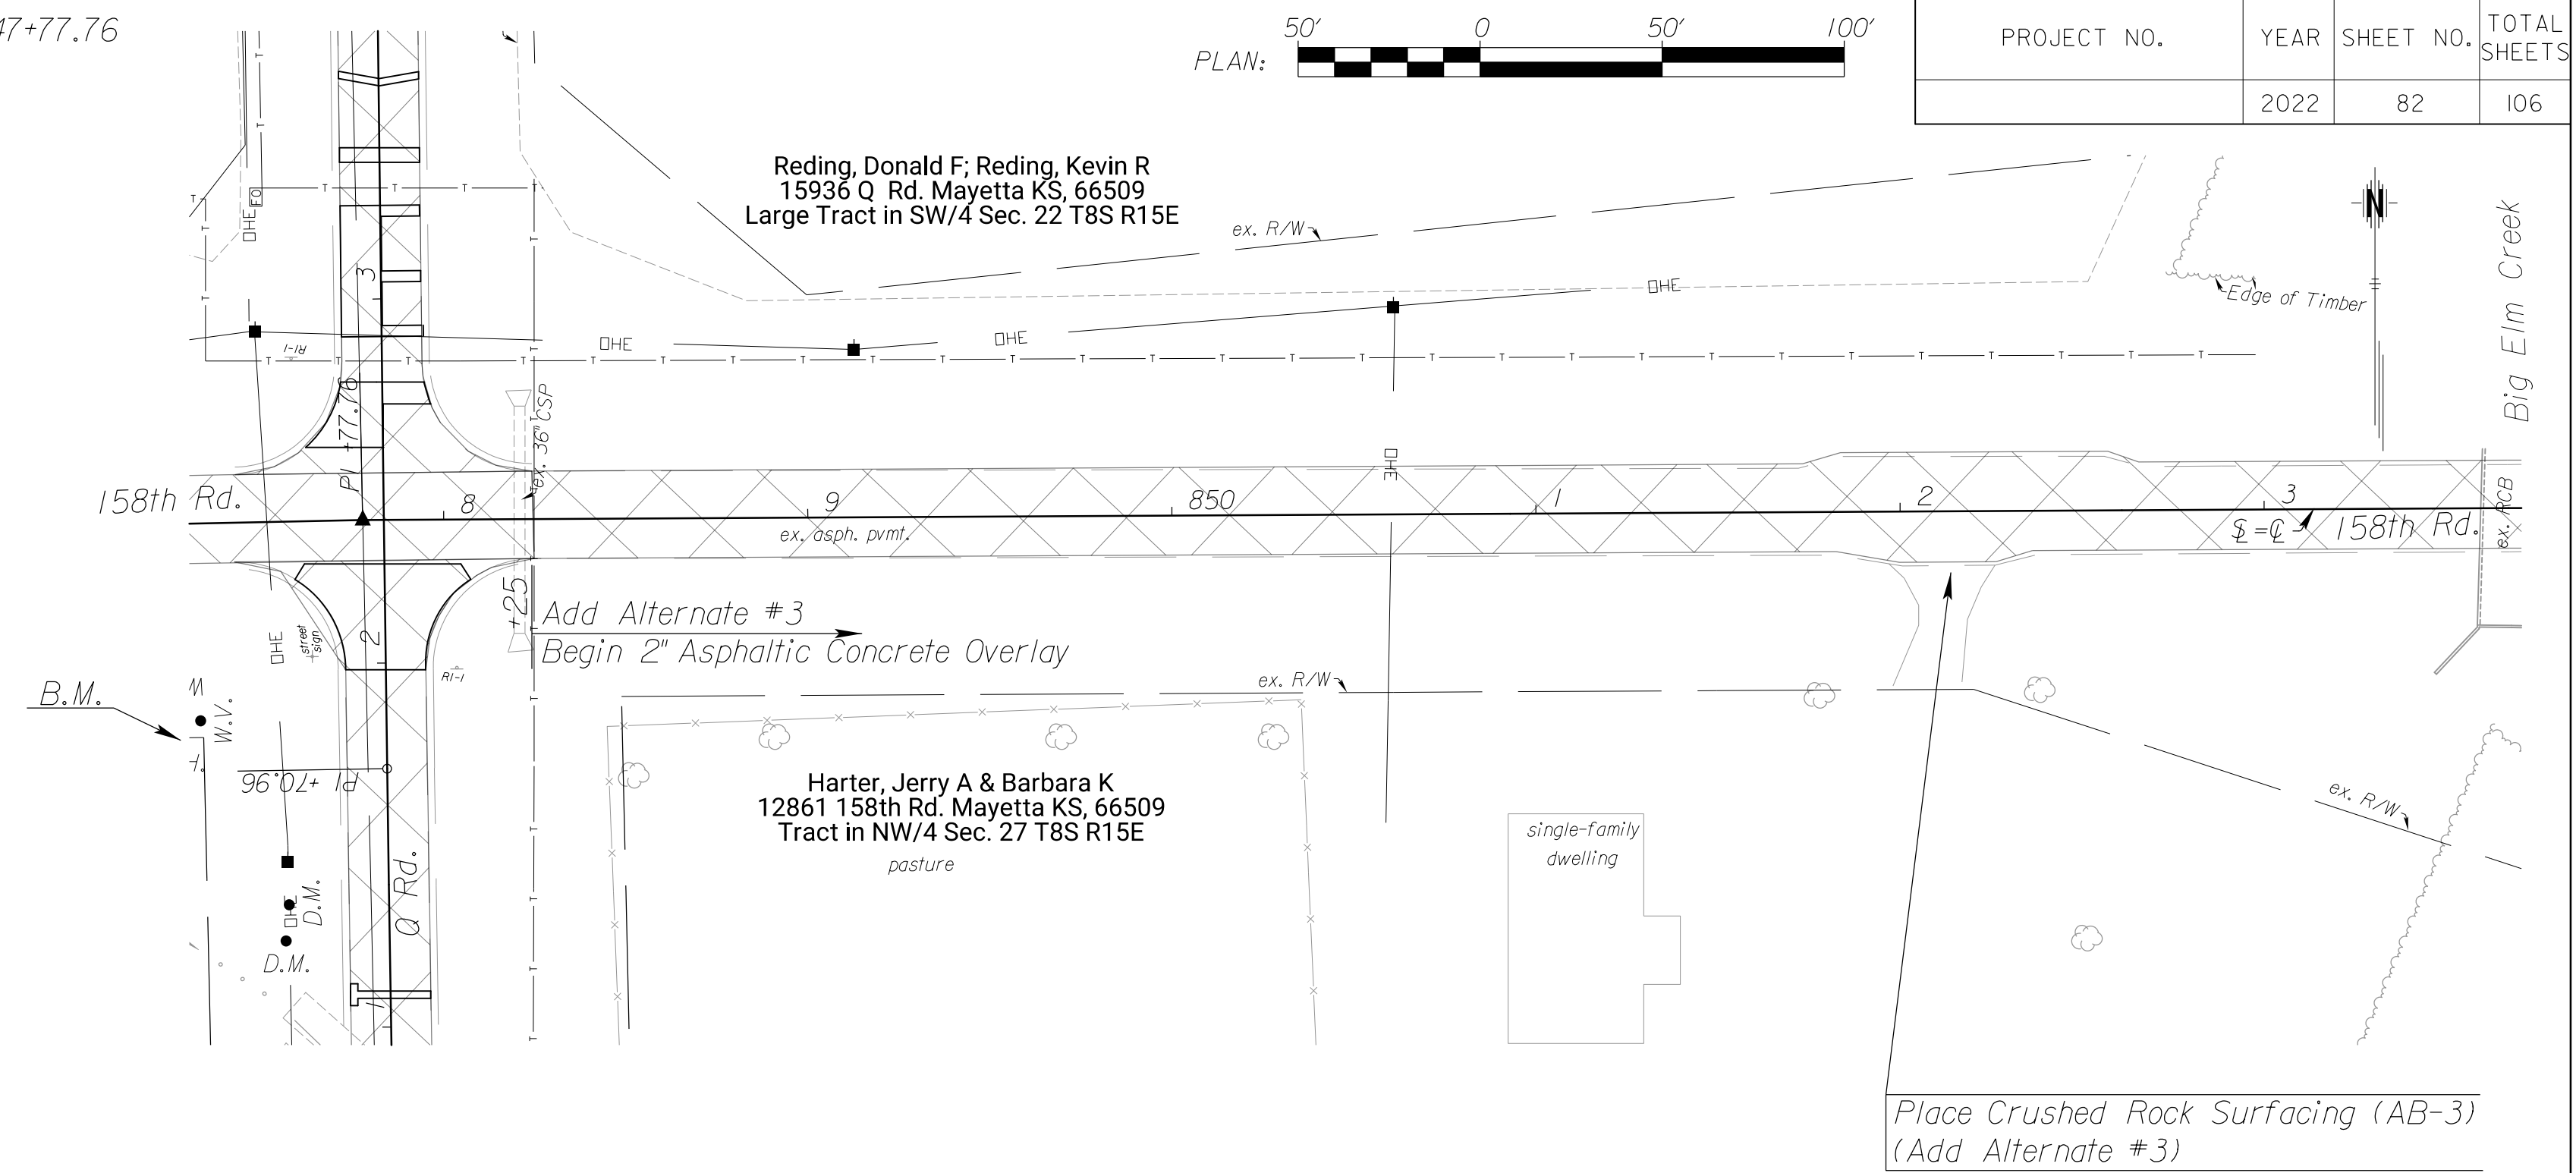 47+77.76
PLAN:
50' 0 50' 100'
PROJECT NO. YEAR SHEET NO. TOTAL SHEETS
2022 82 106
Reding, Donald F; Reding, Kevin R
15936 Q Rd. Mayetta KS, 66509
Large Tract in SW/4 Sec. 22 T8S R15E
ex. R/W
N
Big Elm Creek
Edge of Timber
OHE
FO
OHE
OHE
OHE
OHE
R1-1
3
PI +77.76
ex. 36" CSP
158th Rd.
8
9
850
1
2
3
ex. asph. pvmt.
158th Rd.
ex. RCB
+25
Add Alternate #3
Begin 2" Asphaltic Concrete Overlay
OHE
street
sign
2
R1-1
B.M.
W.V.
PI +70.96
ex. R/W
Harter, Jerry A & Barbara K
12861 158th Rd. Mayetta KS, 66509
Tract in NW/4 Sec. 27 T8S R15E
pasture
single-family
dwelling
ex. R/W
OHE
D.M.
D.M.
Q Rd.
1
Place Crushed Rock Surfacing (AB-3)
(Add Alternate #3)